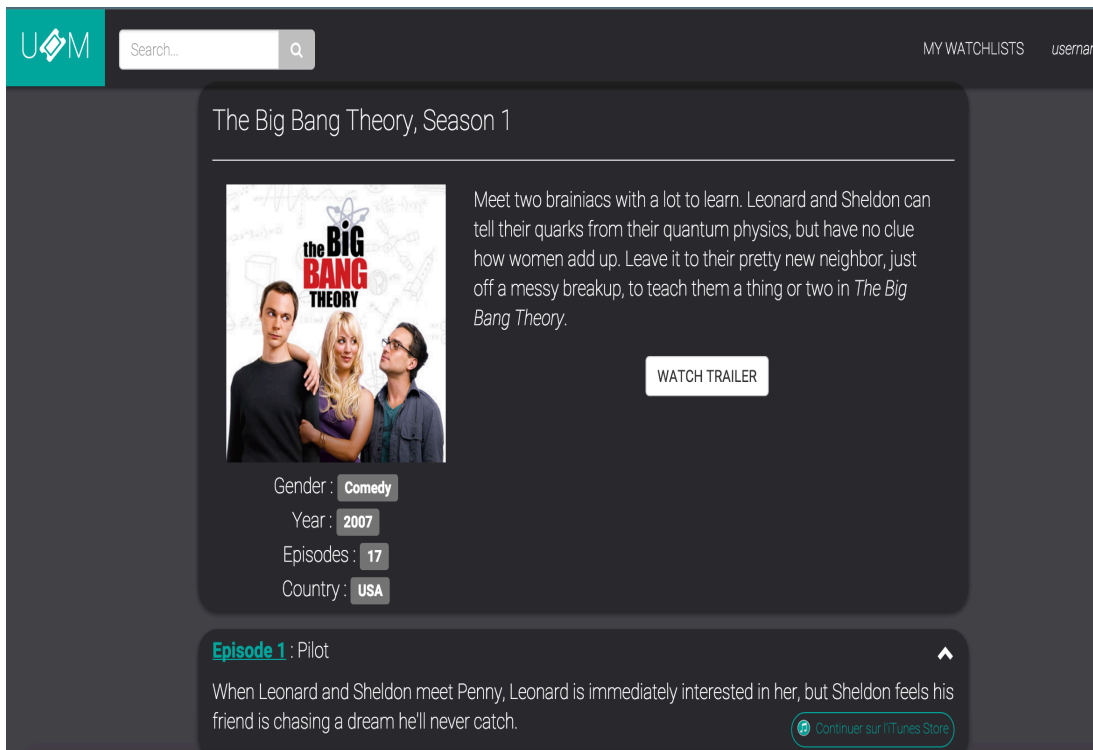 U M
Search...
MY WATCHLISTS
The Big Bang Theory, Season 1
the BiG
BANG
THEORY
Meet two brainiacs with a lot to learn. Leonard and Sheldon can
tell their quarks from their quantum physics, but have no clue
how women add up. Leave it to their pretty new neighbor, just
off a messy breakup, to teach them a thing or two in The Big
Bang Theory.
WATCH TRAILER
Gender : Comedy
Year : 2007
Episodes : 17
Country : USA
Episode 1 : Pilot
When Leonard and Sheldon meet Penny, Leonard is immediately interested in her, but Sheldon feels his
friend is chasing a dream he'll never catch.
Continuer sur l'iTunes Store